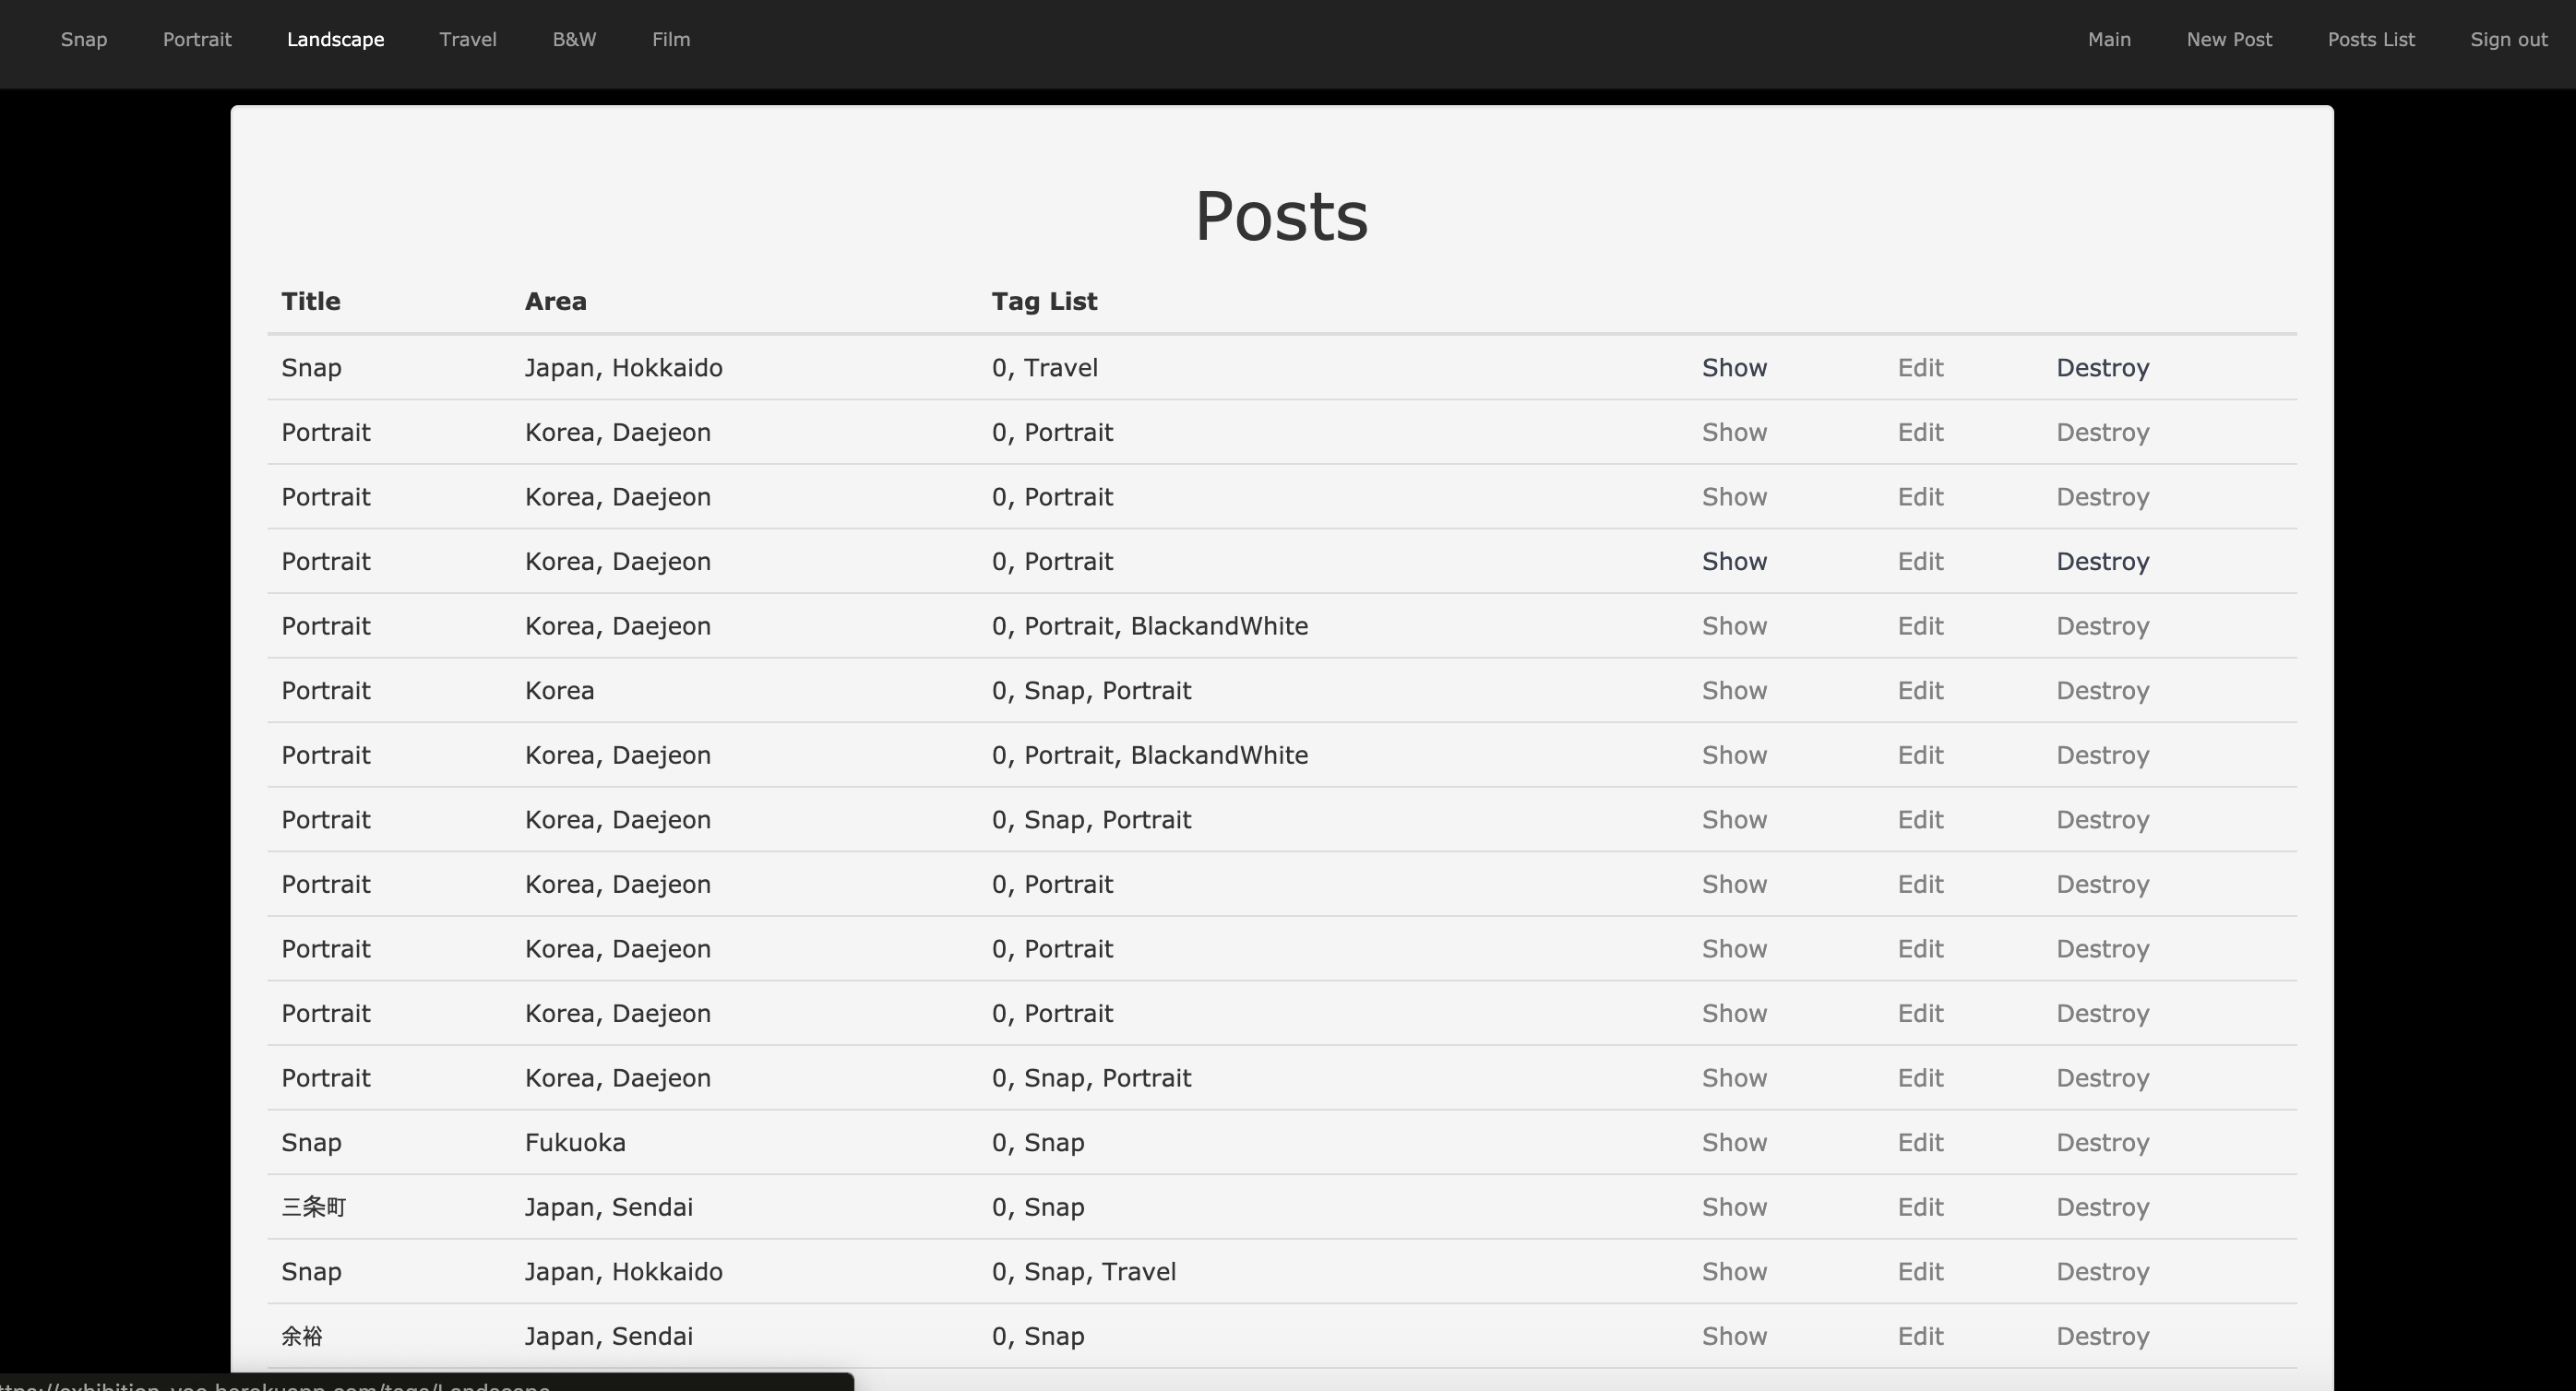 Snap Portrait Landscape Travel B&W Film Main New Post Posts List Sign out
Posts
Title Area Tag List
Snap Japan, Hokkaido 0, Travel Show Edit Destroy
Portrait Korea, Daejeon 0, Portrait Show Edit Destroy
Portrait Korea, Daejeon 0, Portrait Show Edit Destroy
Portrait Korea, Daejeon 0, Portrait Show Edit Destroy
Portrait Korea, Daejeon 0, Portrait, BlackandWhite Show Edit Destroy
Portrait Korea 0, Snap, Portrait Show Edit Destroy
Portrait Korea, Daejeon 0, Portrait, BlackandWhite Show Edit Destroy
Portrait Korea, Daejeon 0, Snap, Portrait Show Edit Destroy
Portrait Korea, Daejeon 0, Portrait Show Edit Destroy
Portrait Korea, Daejeon 0, Portrait Show Edit Destroy
Portrait Korea, Daejeon 0, Portrait Show Edit Destroy
Portrait Korea, Daejeon 0, Snap, Portrait Show Edit Destroy
Snap Fukuoka 0, Snap Show Edit Destroy
三条町 Japan, Sendai 0, Snap Show Edit Destroy
Snap Japan, Hokkaido 0, Snap, Travel Show Edit Destroy
余裕 Japan, Sendai 0, Snap Show Edit Destroy